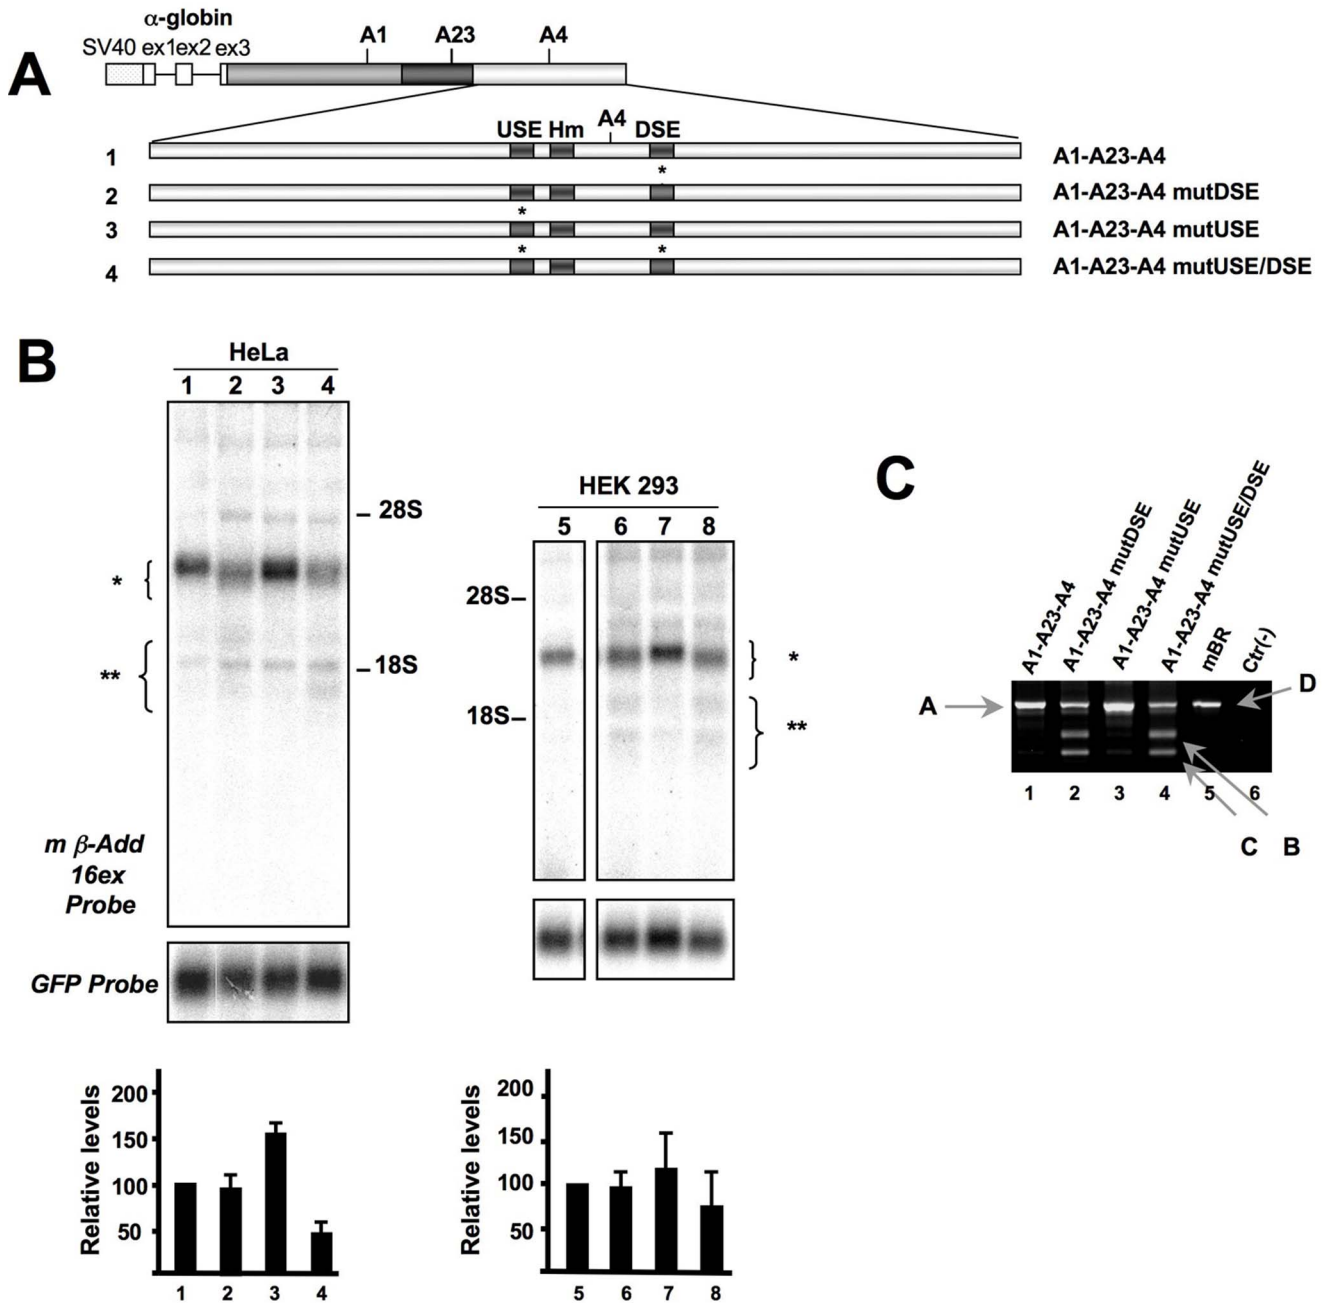 A
α-globin
SV40 ex1 ex2 ex3
A1 A23 A4
USE Hm A4 DSE
1 A1-A23-A4
*
2 A1-A23-A4 mutDSE
*
3 A1-A23-A4 mutUSE
* *
4 A1-A23-A4 mutUSE/DSE
B
HeLa
1 2 3 4
28S
*
**
18S
m β-Add
16ex
Probe
GFP Probe
HEK 293
5 6 7 8
28S
*
18S
**
C
A1-A23-A4
A1-A23-A4 mutDSE
A1-A23-A4 mutUSE
A1-A23-A4 mutUSE/DSE
mBR
Ctr(-)
A
D
1 2 3 4 5 6
C B
Relative levels
200
150
100
50
1 2 3 4
Relative levels
200
150
100
50
5 6 7 8